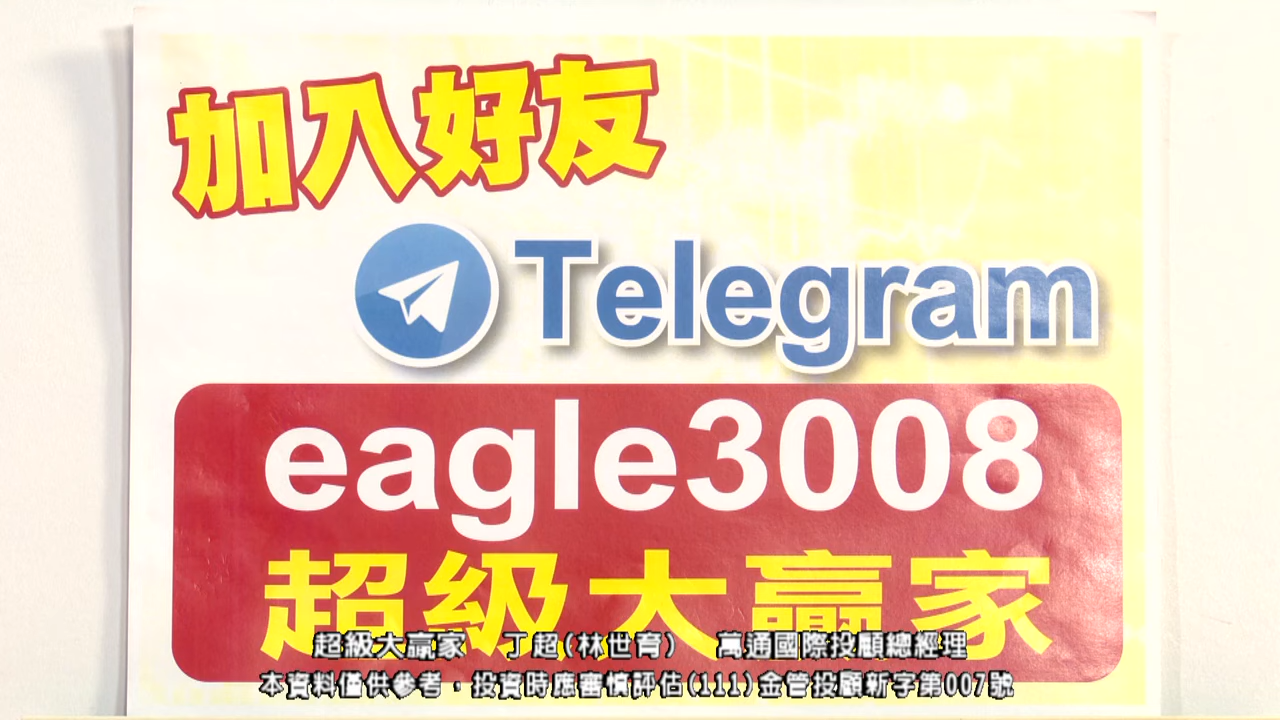 加入好友
Telegram
eagle3008
超級大贏家
超級大贏家 丁超(林世育) 萬通國際投顧總經理
本資料僅供參考，投資時應審慎評估(111)金管投顧新字第007號